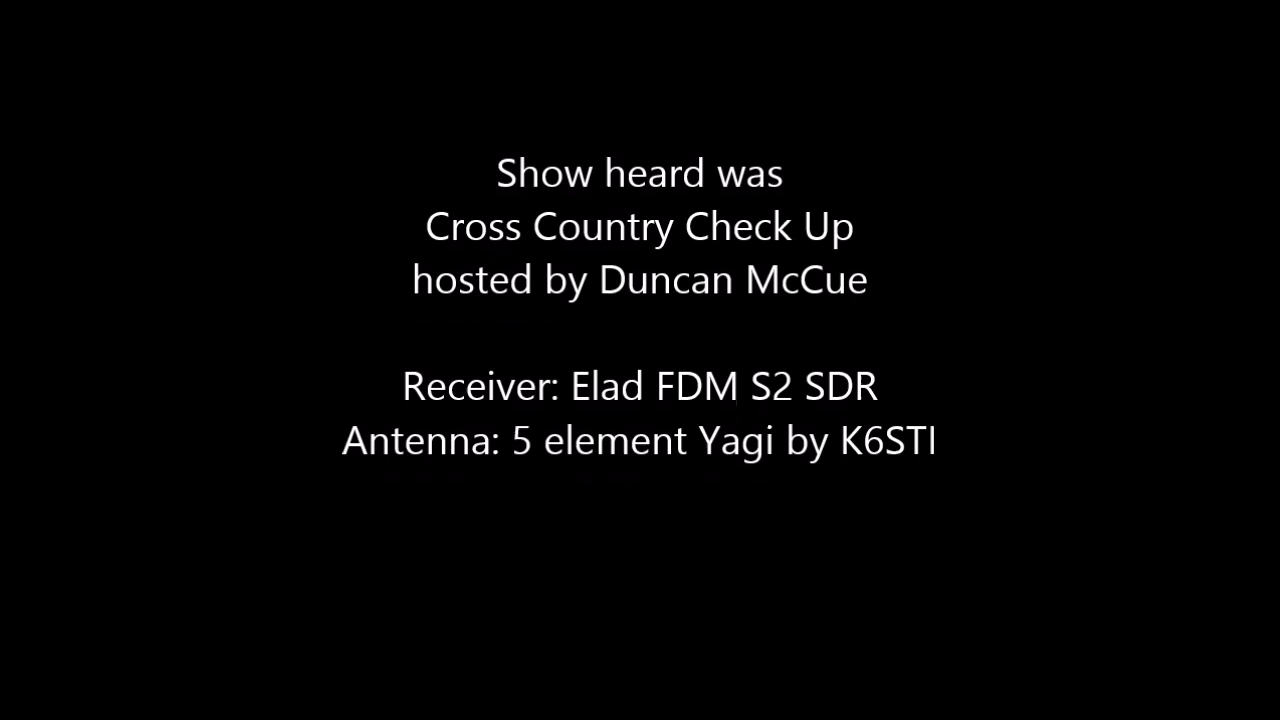 Show heard was
Cross Country Check Up
hosted by Duncan McCue
Receiver: Elad FDM S2 SDR
Antenna: 5 element Yagi by K6STI